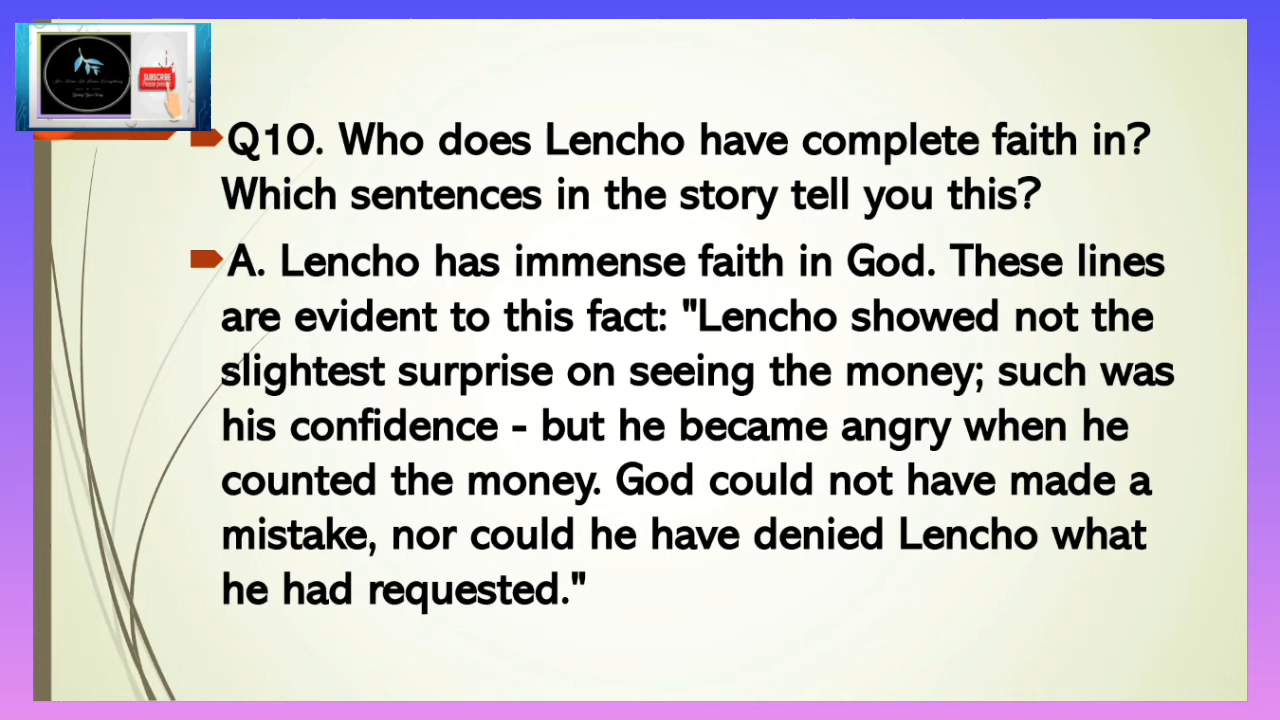 SUBSCRIBE
Q10. Who does Lencho have complete faith in?
Which sentences in the story tell you this?
A. Lencho has immense faith in God. These lines
are evident to this fact: "Lencho showed not the
slightest surprise on seeing the money; such was
his confidence - but he became angry when he
counted the money. God could not have made a
mistake, nor could he have denied Lencho what
he had requested."